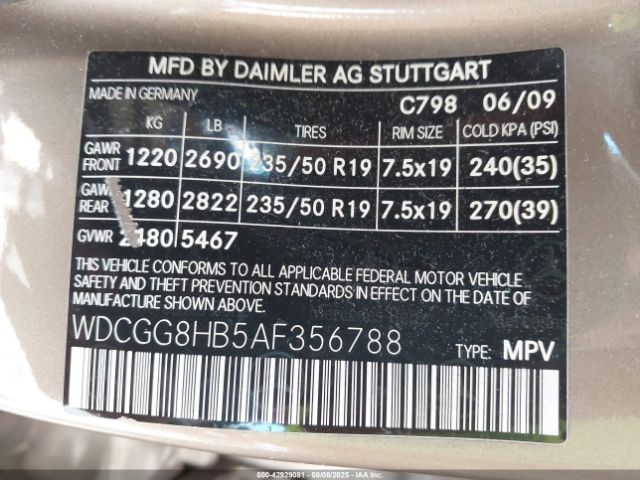 MFD BY DAIMLER AG STUTTGART
MADE IN GERMANY C798 06/09
KG LB TIRES RIM SIZE COLD KPA (PSI)
GAWR FRONT 1220 2690 235/50 R19 7.5x19 240(35)
GAWR REAR 1280 2822 235/50 R19 7.5x19 270(39)
GVWR 2480 5467
THIS VEHICLE CONFORMS TO ALL APPLICABLE FEDERAL MOTOR VEHICLE
SAFETY AND THEFT PREVENTION STANDARDS IN EFFECT ON THE DATE OF
MANUFACTURE SHOWN ABOVE.
WDCGG8HB5AF356788 TYPE: MPV
000-42929081 - 08/08/2025 - IAAI.com